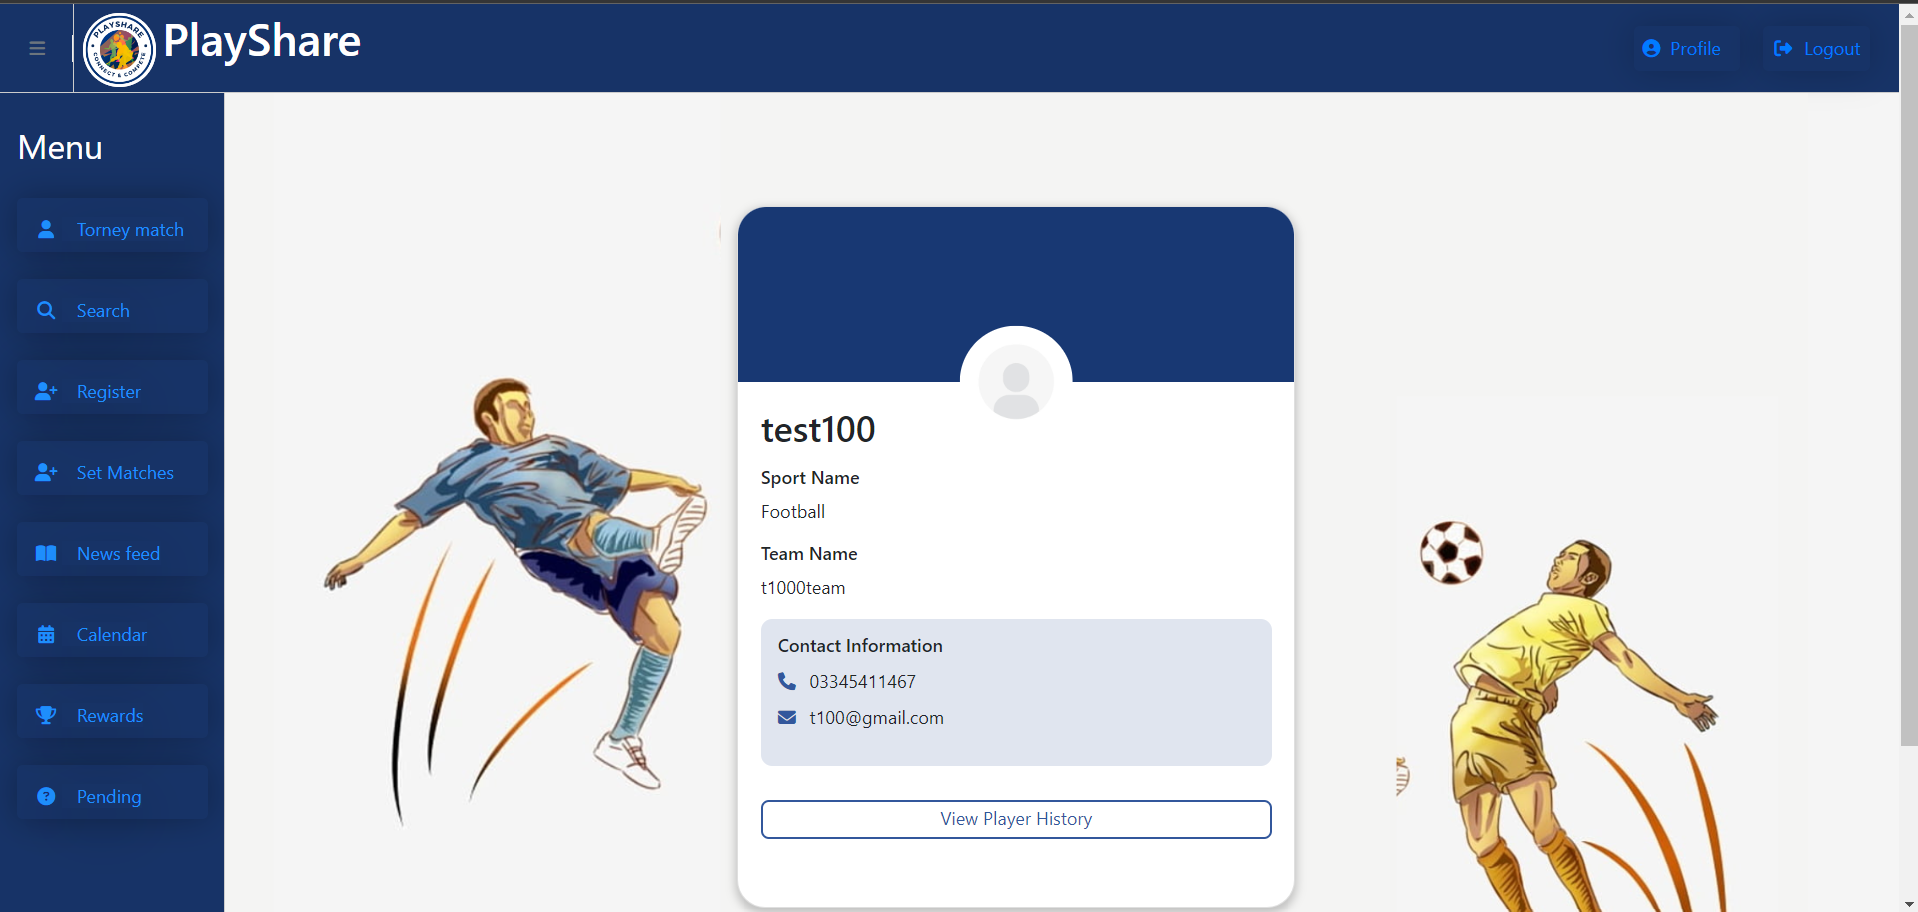 PLAYSHARE
CONNECT & COMPETE
PlayShare
Profile
Logout
Menu
Torney match
Search
Register
Set Matches
News feed
Calendar
Rewards
Pending
test100
Sport Name
Football
Team Name
t1000team
Contact Information
03345411467
t100@gmail.com
View Player History